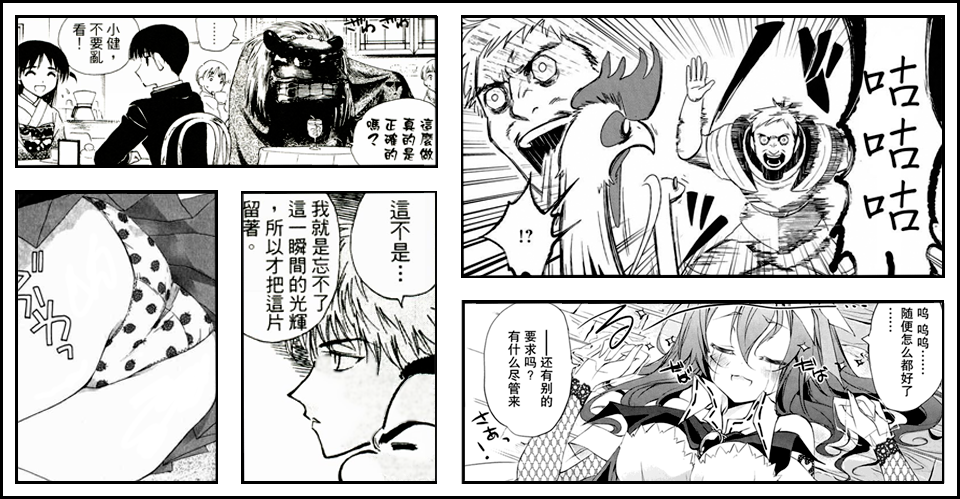 ……
小健，
不要亂
看！
這麼做
真的是
正確的
嗎？
這不是…
我就是忘不了
這一瞬間的光輝
，所以才把這片
留著。
咕咕咕
!?
呜 呜呜……
随便怎么都好了
……
——还有别的
要求吗？
有什么尽管来
さあっ！